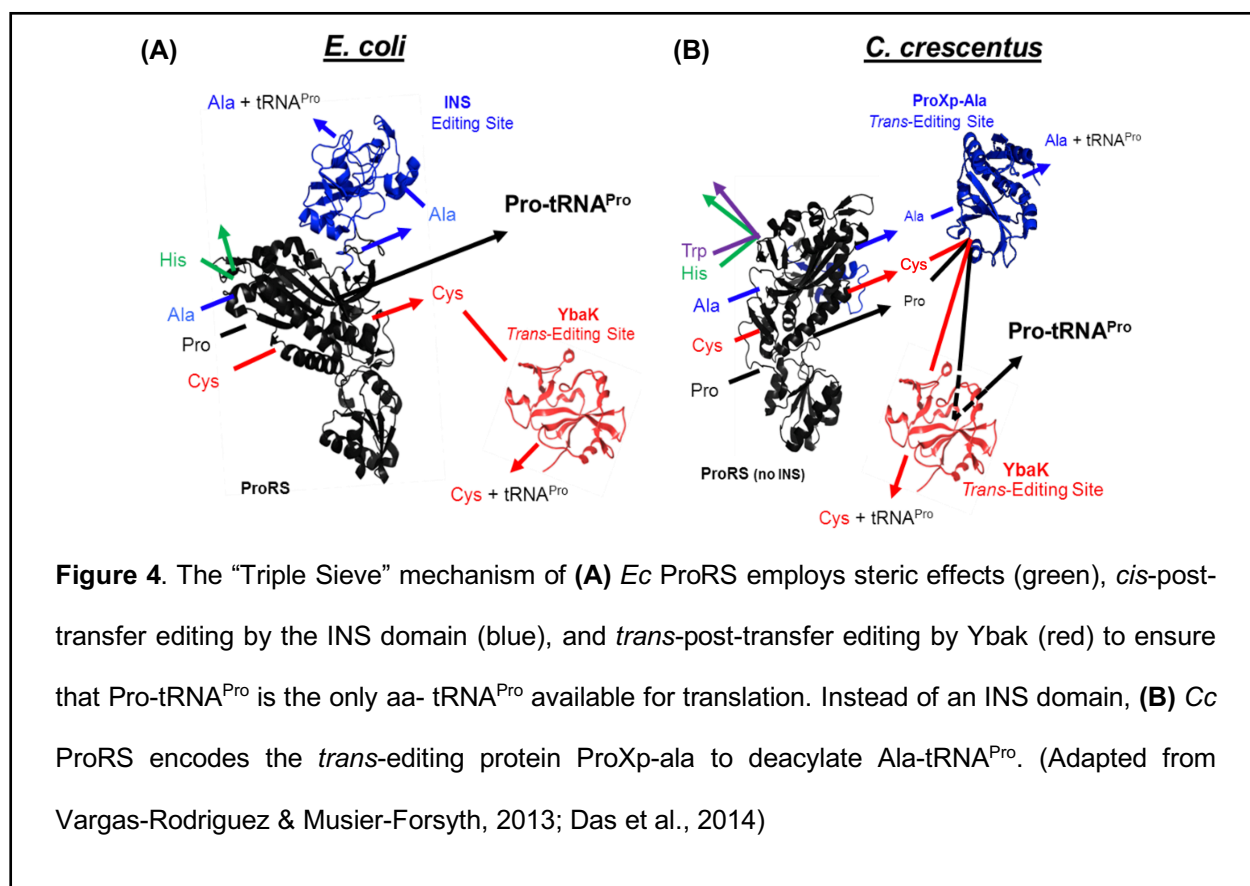 (A)
E. coli
Ala + tRNAPro
INS
Editing Site
Pro-tRNAPro
Ala
His
Ala
Pro
Cys
Cys
YbaK
Trans-Editing Site
ProRS
Cys + tRNAPro
(B)
C. crescentus
ProXp-Ala
Trans-Editing Site
Ala + tRNAPro
Ala
Trp
His
Cys
Ala
Pro
Cys
Pro-tRNAPro
Pro
ProRS (no INS)
YbaK
Trans-Editing Site
Cys + tRNAPro
Figure 4. The “Triple Sieve” mechanism of (A) Ec ProRS employs steric effects (green), cis-post-
transfer editing by the INS domain (blue), and trans-post-transfer editing by Ybak (red) to ensure
that Pro-tRNAPro is the only aa- tRNAPro available for translation. Instead of an INS domain, (B) Cc
ProRS encodes the trans-editing protein ProXp-ala to deacylate Ala-tRNAPro. (Adapted from
Vargas-Rodriguez & Musier-Forsyth, 2013; Das et al., 2014)